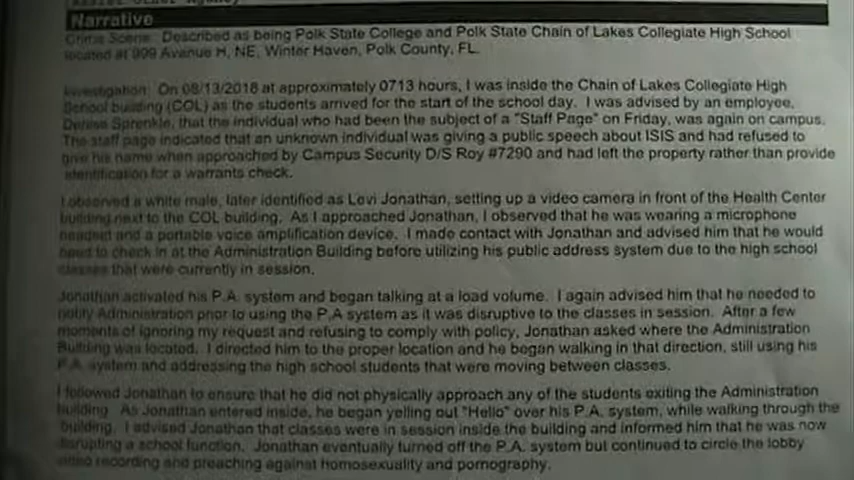 Narrative
Crime Scene: Described as being Polk State College and Polk State Chain of Lakes Collegiate High School
located at 999 Avenue H, NE, Winter Haven, Polk County, FL.
Investigation: On 08/13/2018 at approximately 0713 hours, I was inside the Chain of Lakes Collegiate High
School building (COL) as the students arrived for the start of the school day. I was advised by an employee,
Denise Sprenkle, that the individual who had been the subject of a "Staff Page" on Friday, was again on campus.
The staff page indicated that an unknown individual was giving a public speech about ISIS and had refused to
give his name when approached by Campus Security D/S Roy #7290 and had left the property rather than provide
identification for a warrants check.
I observed a white male, later identified as Levi Jonathan, setting up a video camera in front of the Health Center
building next to the COL building. As I approached Jonathan, I observed that he was wearing a microphone
headset and a portable voice amplification device. I made contact with Jonathan and advised him that he would
need to check in at the Administration Building before utilizing his public address system due to the high school
classes that were currently in session.
Jonathan activated his P.A. system and began talking at a load volume. I again advised him that he needed to
notify Administration prior to using the P.A system as it was disruptive to the classes in session. After a few
moments of ignoring my request and refusing to comply with policy, Jonathan asked where the Administration
Building was located. I directed him to the proper location and he began walking in that direction, still using his
P.A. system and addressing the high school students that were moving between classes.
I followed Jonathan to ensure that he did not physically approach any of the students exiting the Administration
building. As Jonathan entered inside, he began yelling out "Hello" over his P.A. system, while walking through the
building. I advised Jonathan that classes were in session inside the building and informed him that he was now
disrupting a school function. Jonathan eventually turned off the P.A. system but continued to circle the lobby
video recording and preaching against homosexuality and pornography.